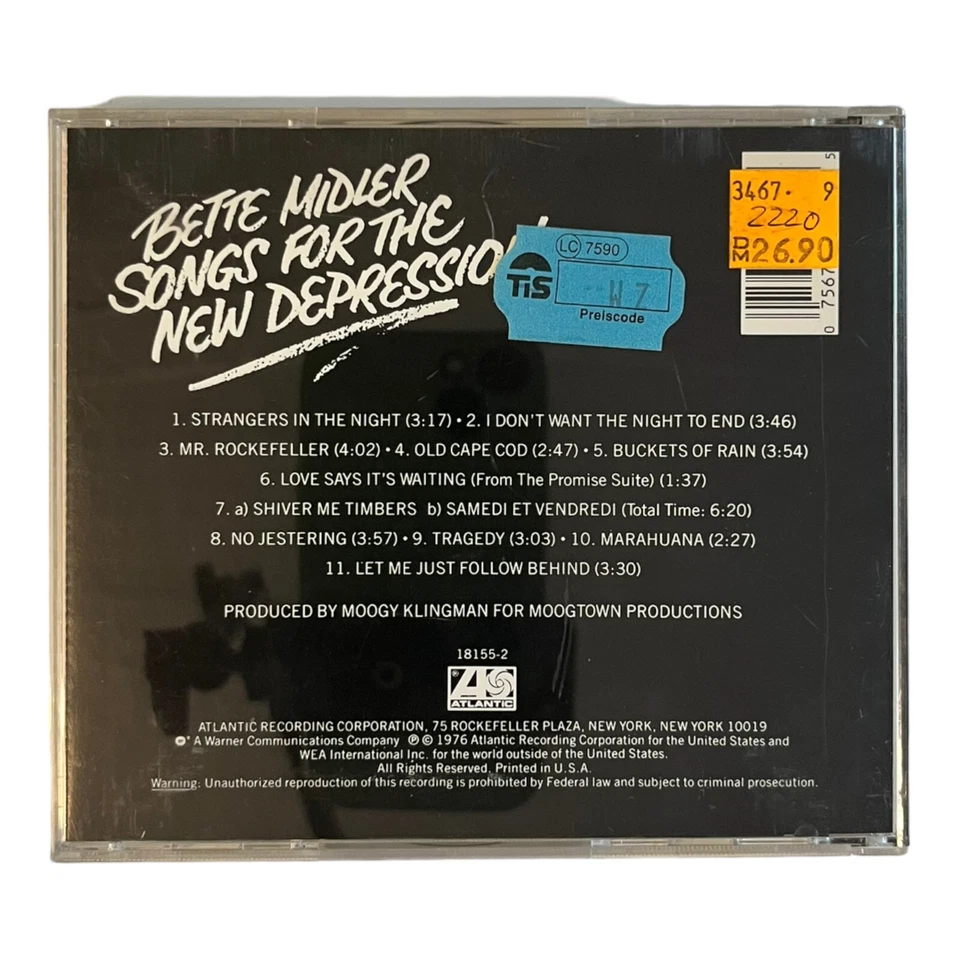 BETTE MIDLER
SONGS FOR THE
NEW DEPRESSION
LC 7590
TiS
W 7
Preiscode
5
3467. 9
2220
DM26.90
0 7567
1. STRANGERS IN THE NIGHT (3:17) • 2. I DON'T WANT THE NIGHT TO END (3:46)
3. MR. ROCKEFELLER (4:02) • 4. OLD CAPE COD (2:47) • 5. BUCKETS OF RAIN (3:54)
6. LOVE SAYS IT'S WAITING (From The Promise Suite) (1:37)
7. a) SHIVER ME TIMBERS b) SAMEDI ET VENDREDI (Total Time: 6:20)
8. NO JESTERING (3:57) • 9. TRAGEDY (3:03) • 10. MARAHUANA (2:27)
11. LET ME JUST FOLLOW BEHIND (3:30)
PRODUCED BY MOOGY KLINGMAN FOR MOOGTOWN PRODUCTIONS
18155-2
ATLANTIC
ATLANTIC RECORDING CORPORATION, 75 ROCKEFELLER PLAZA, NEW YORK, NEW YORK 10019
A Warner Communications Company ℗ © 1976 Atlantic Recording Corporation for the United States and
WEA International Inc. for the world outside of the United States.
All Rights Reserved. Printed in U.S.A.
Warning: Unauthorized reproduction of this recording is prohibited by Federal law and subject to criminal prosecution.